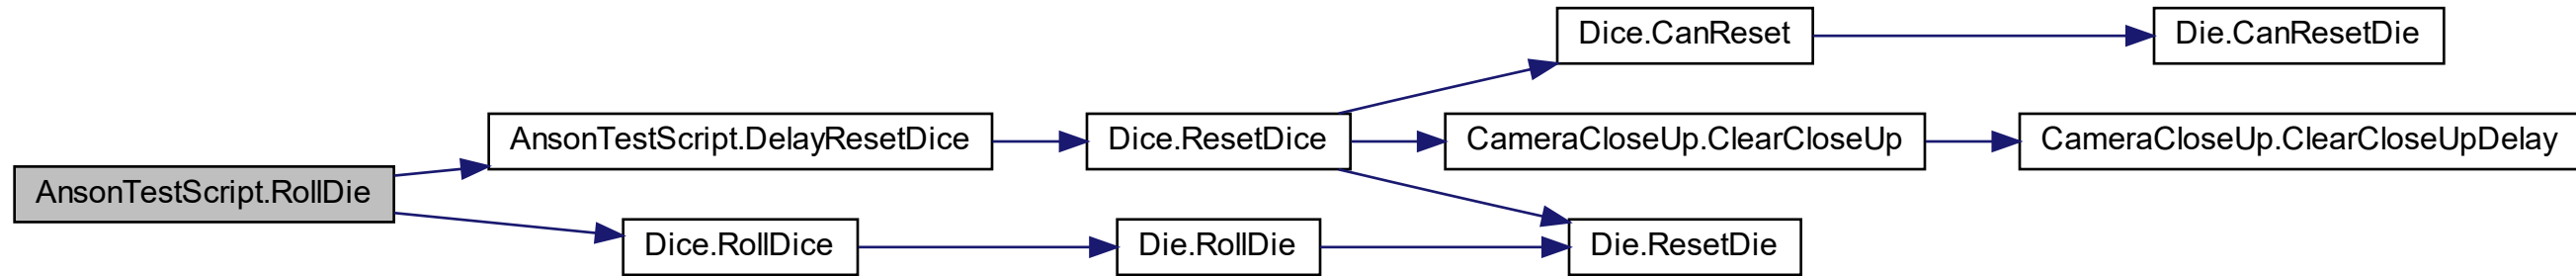 Dice.CanReset
Die.CanResetDie
AnsonTestScript.DelayResetDice
Dice.ResetDice
CameraCloseUp.ClearCloseUp
CameraCloseUp.ClearCloseUpDelay
AnsonTestScript.RollDie
Dice.RollDice
Die.RollDie
Die.ResetDie